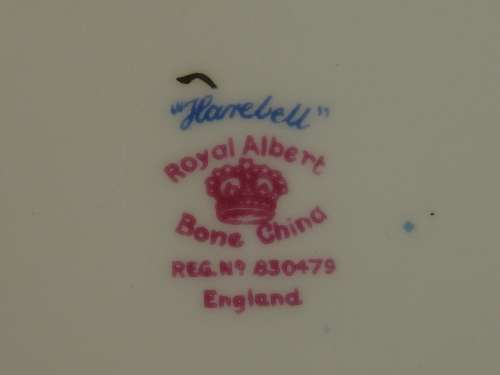 "Harebell"
Royal Albert
Bone China
REG. Nº 830479
England